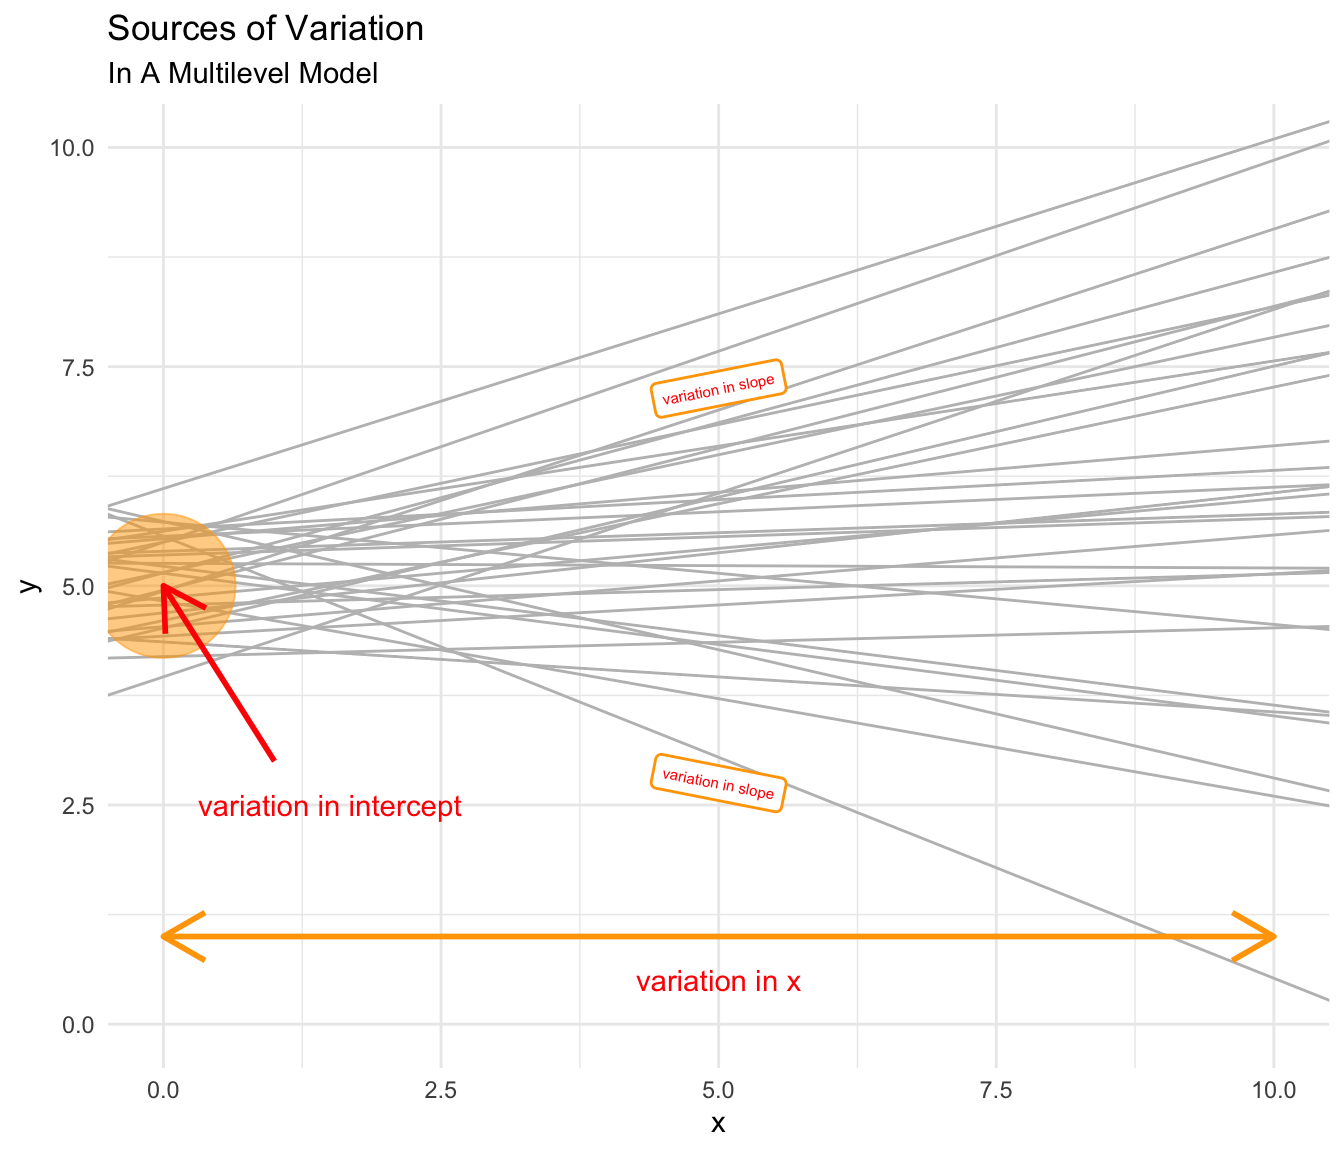 Sources of Variation
In A Multilevel Model
10.0
7.5
variation in slope
5.0
y
variation in slope
2.5
variation in intercept
variation in x
0.0
0.0 2.5 5.0 7.5 10.0
x